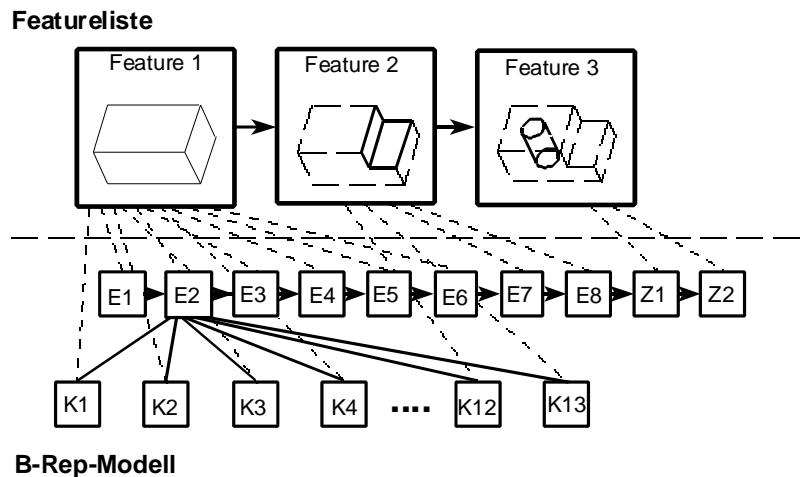 Featureliste
Feature 1 Feature 2 Feature 3
E1 E2 E3 E4 E5 E6 E7 E8 Z1 Z2
K1 K2 K3 K4 .... K12 K13
B-Rep-Modell